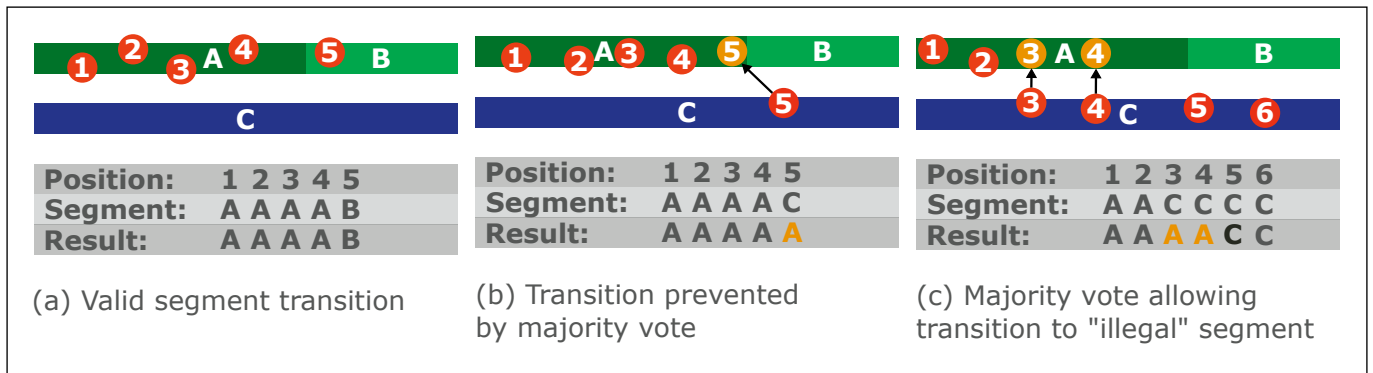 1 2 3 A 4 5 B
C
Position: 1 2 3 4 5
Segment: A A A A B
Result: A A A A B
(a) Valid segment transition
1 2 A 3 4 5 B
C 5
Position: 1 2 3 4 5
Segment: A A A A C
Result: A A A A A
(b) Transition prevented
by majority vote
1 2 3 A 4 B
3 4 C 5 6
Position: 1 2 3 4 5 6
Segment: A A C C C C
Result: A A A A C C
(c) Majority vote allowing
transition to "illegal" segment